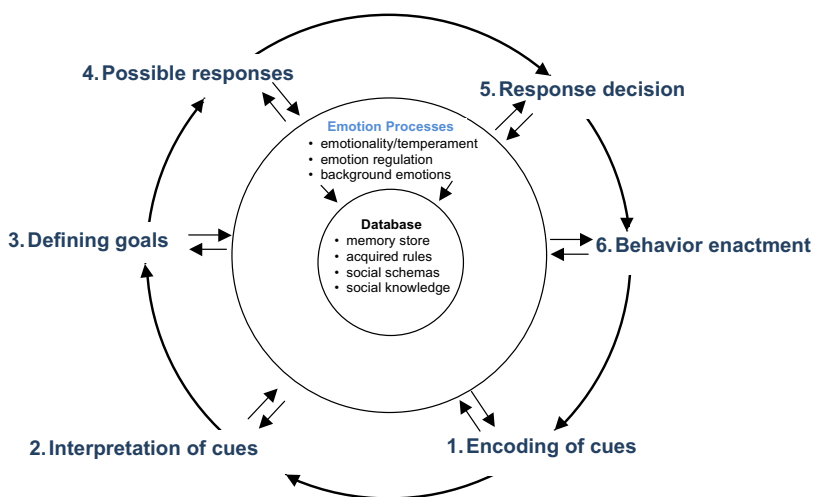 4. Possible responses
5. Response decision
Emotion Processes
• emotionality/temperament
• emotion regulation
• background emotions
Database
• memory store
• acquired rules
• social schemas
• social knowledge
3. Defining goals
6. Behavior enactment
2. Interpretation of cues
1. Encoding of cues